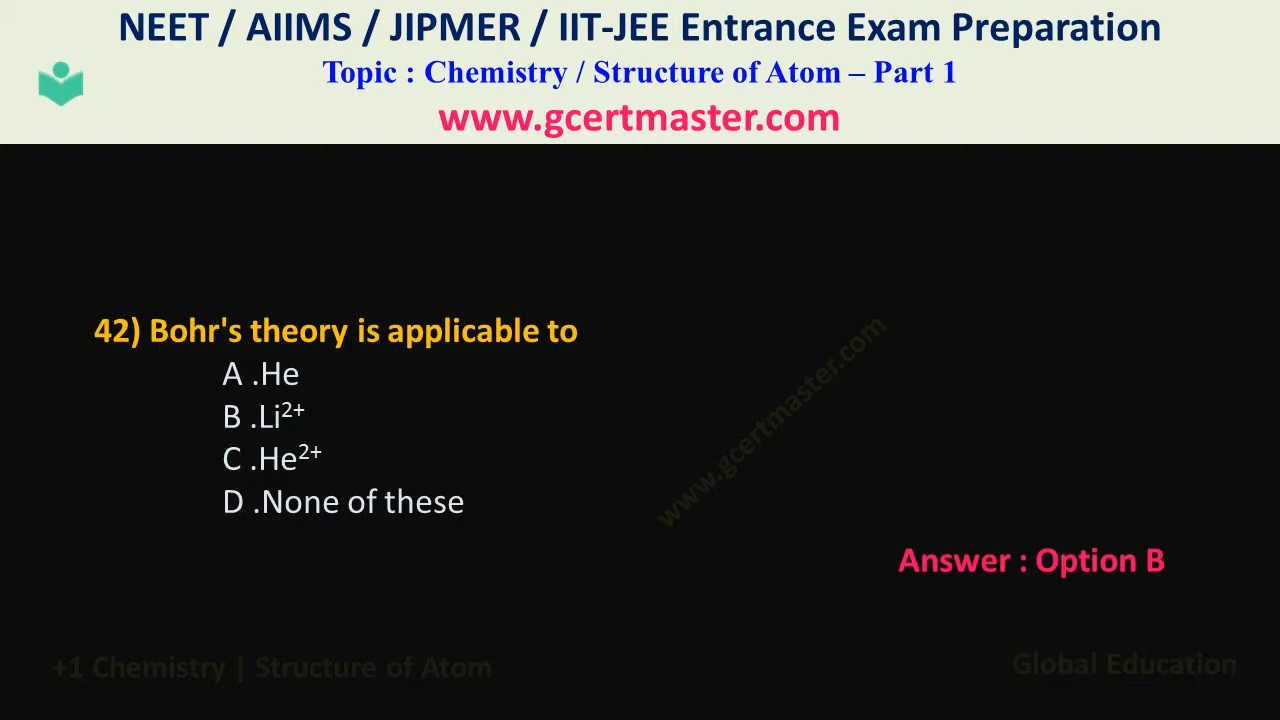 NEET / AIIMS / JIPMER / IIT-JEE Entrance Exam Preparation
Topic : Chemistry / Structure of Atom – Part 1
www.gcertmaster.com
42) Bohr's theory is applicable to
A .He
B .Li²⁺
C .He²⁺
D .None of these
www.gcertmaster.com
Answer : Option B
+1 Chemistry | Structure of Atom
Global Education